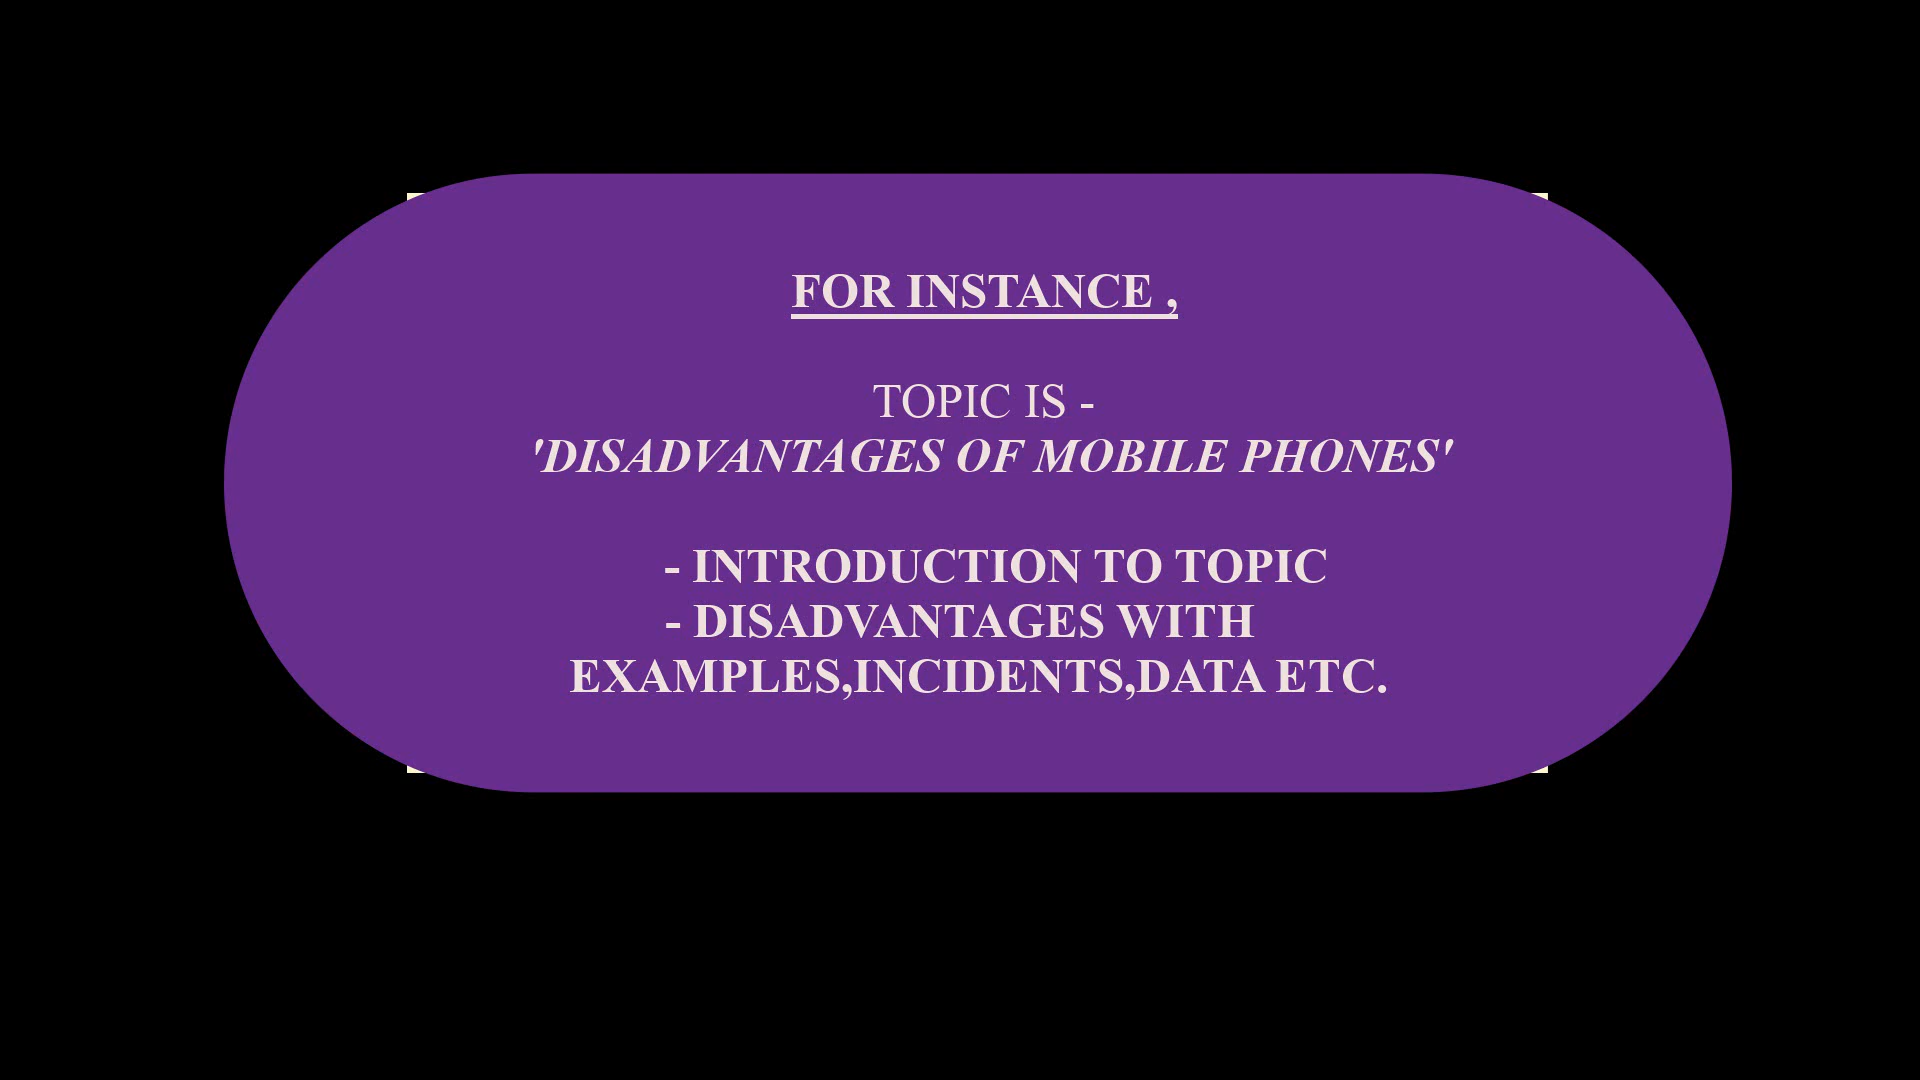 FOR INSTANCE ,
TOPIC IS -
'DISADVANTAGES OF MOBILE PHONES'
- INTRODUCTION TO TOPIC
- DISADVANTAGES WITH
EXAMPLES,INCIDENTS,DATA ETC.